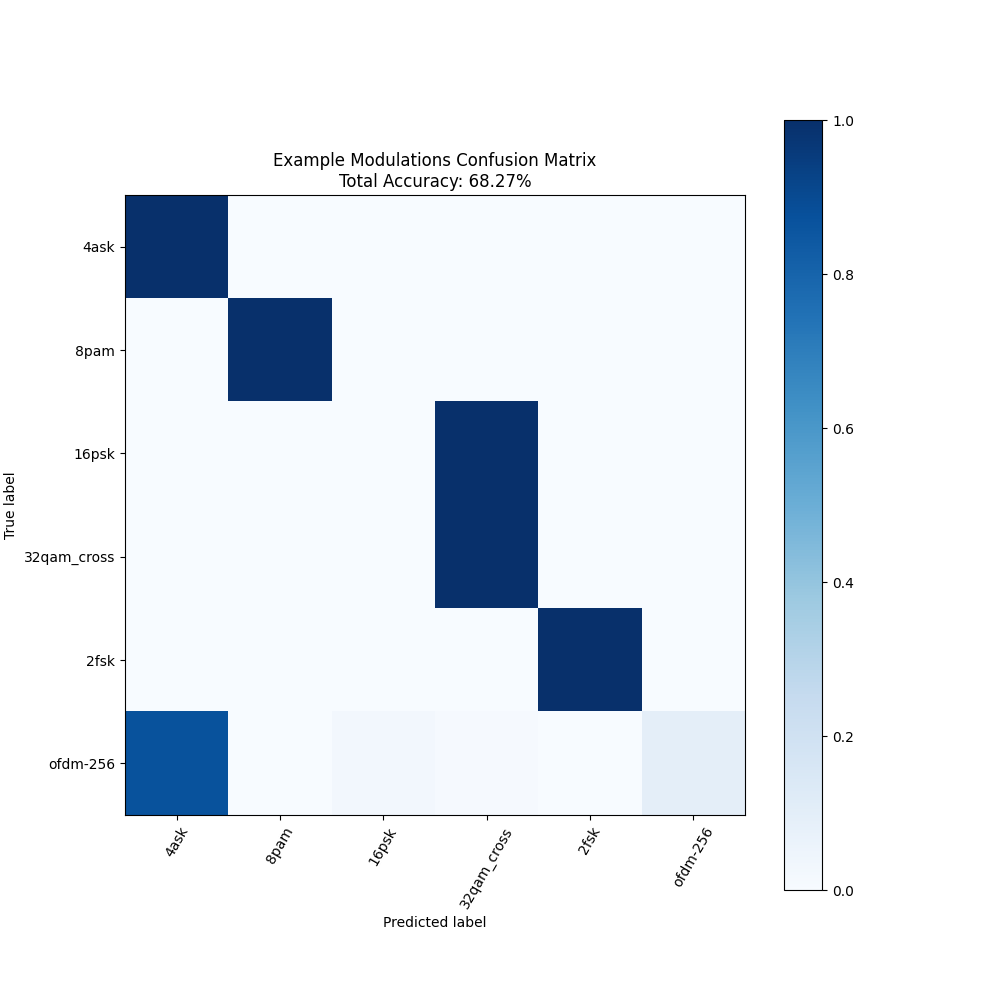 Example Modulations Confusion Matrix
Total Accuracy: 68.27%
True label
4ask
8pam
16psk
32qam_cross
2fsk
ofdm-256
4ask
8pam
16psk
32qam_cross
2fsk
ofdm-256
Predicted label
1.0
0.8
0.6
0.4
0.2
0.0